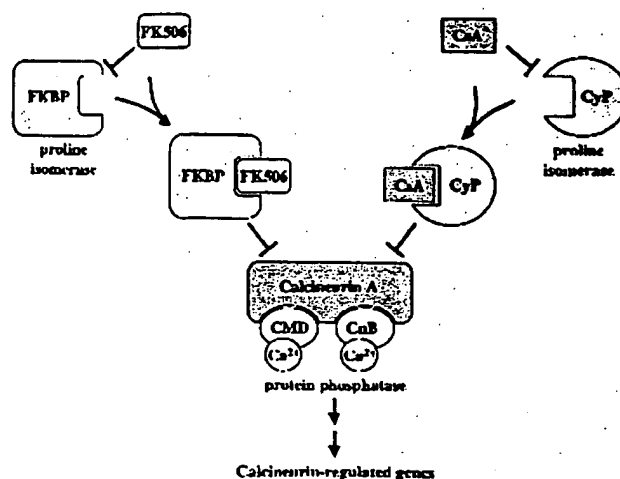 FK506
CsA
FKBP
CyP
proline
isomerase
proline
isomerase
FKBP
FK506
CsA
CyP
Calcineurin A
CMD
CnB
Ca2+
Ca2+
protein phosphatase
Calcineurin-regulated genes